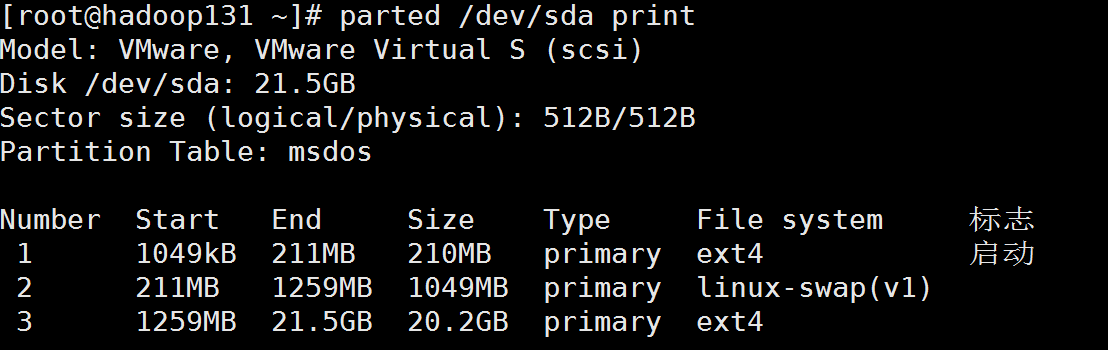 [root@hadoop131 ~]# parted /dev/sda print
Model: VMware, VMware Virtual S (scsi)
Disk /dev/sda: 21.5GB
Sector size (logical/physical): 512B/512B
Partition Table: msdos

Number  Start   End     Size    Type     File system     标志
 1      1049kB  211MB   210MB   primary  ext4            启动
 2      211MB   1259MB  1049MB  primary  linux-swap(v1)
 3      1259MB  21.5GB  20.2GB  primary  ext4